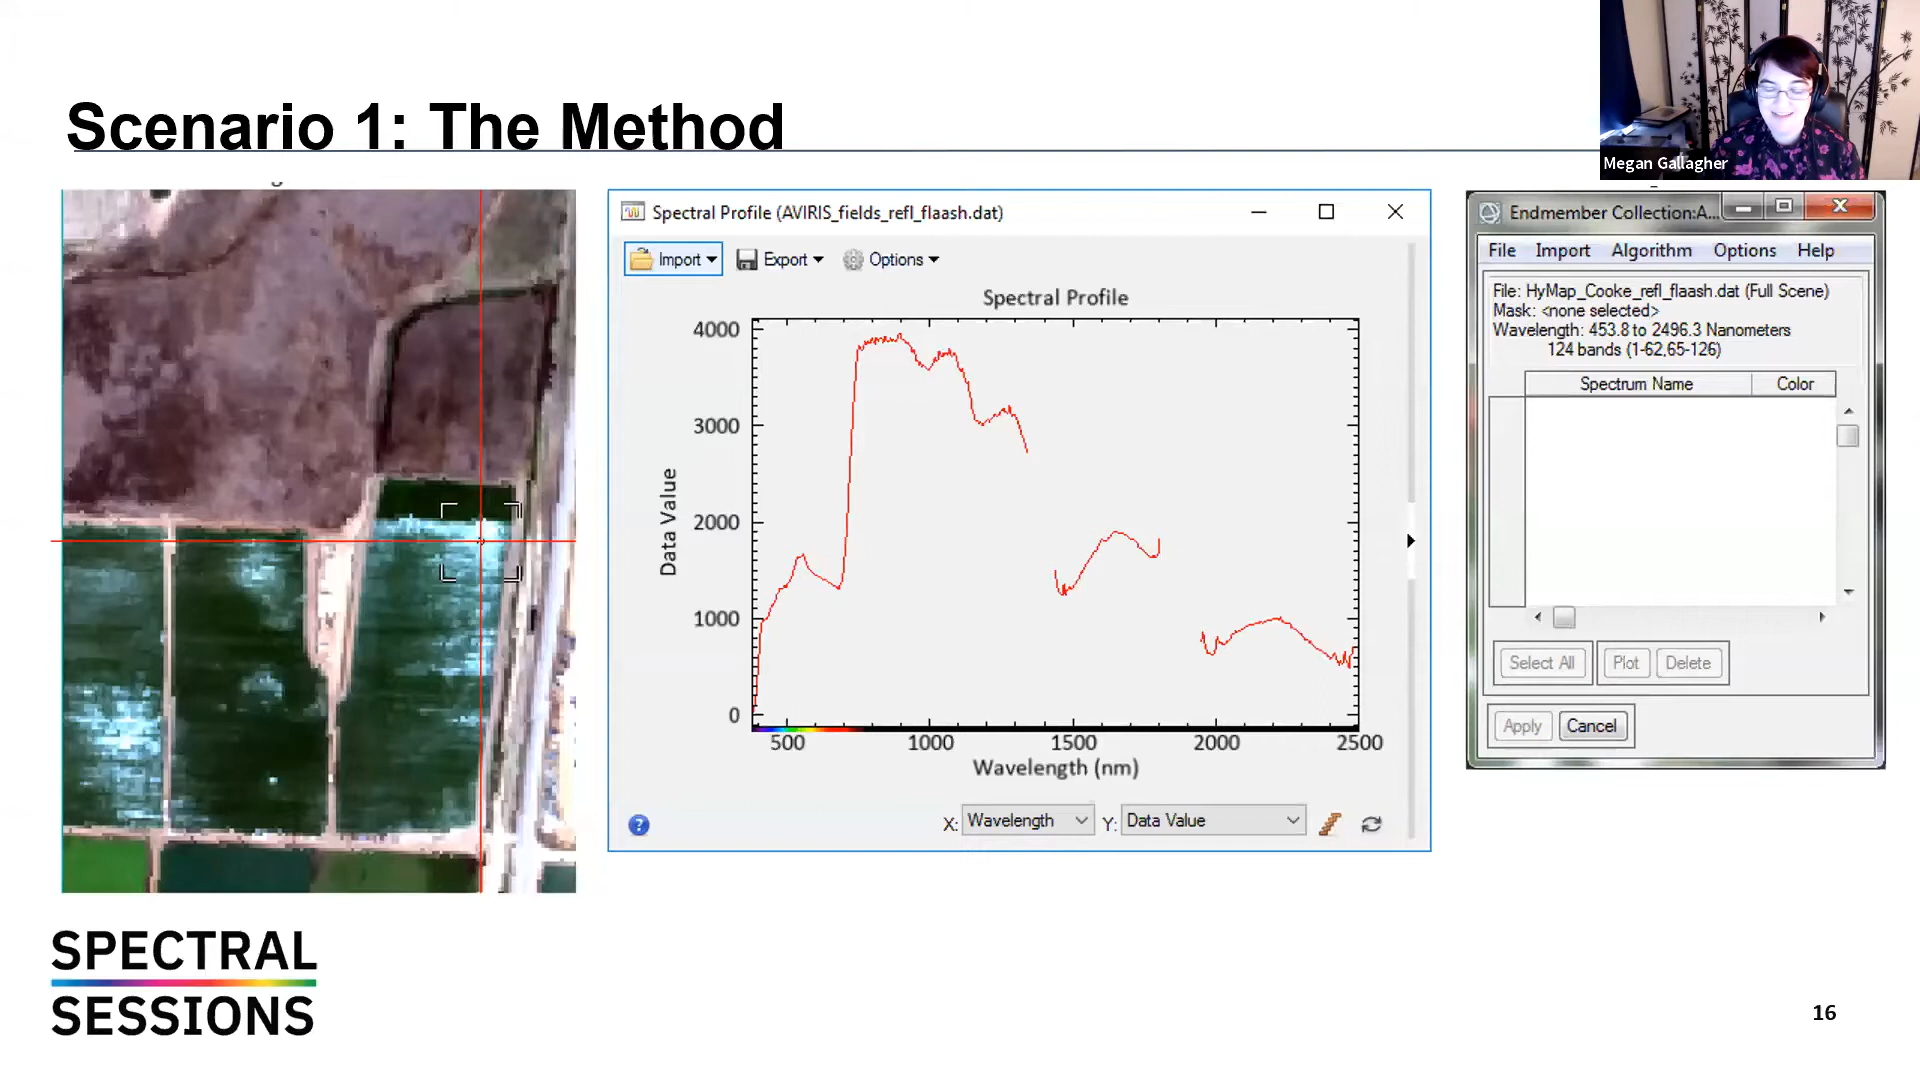 Scenario 1: The Method
Megan Gallagher
Spectral Profile (AVIRIS_fields_refl_flaash.dat)
Import
Export
Options
Spectral Profile
4000
3000
2000
1000
0
Data Value
500 1000 1500 2000 2500
Wavelength (nm)
X: Wavelength Y: Data Value
Endmember Collection:A...
File Import Algorithm Options Help
File: HyMap_Cooke_refl_flaash.dat (Full Scene)
Mask: <none selected>
Wavelength: 453.8 to 2496.3 Nanometers
124 bands (1-62,65-126)
Spectrum Name Color
Select All Plot Delete
Apply Cancel
SPECTRAL
SESSIONS
16